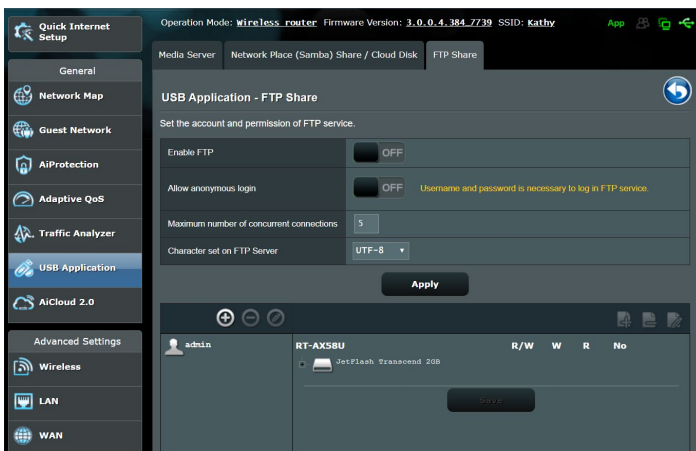 Quick Internet
Setup
Operation Mode: Wireless router Firmware Version: 3.0.0.4.384_7739 SSID: Kathy
App
Media Server
Network Place (Samba) Share / Cloud Disk
FTP Share
General
Network Map
Guest Network
AiProtection
Adaptive QoS
Traffic Analyzer
USB Application
AiCloud 2.0
Advanced Settings
Wireless
LAN
WAN
USB Application - FTP Share
Set the account and permission of FTP service.
Enable FTP
OFF
Allow anonymous login
OFF
Username and password is necessary to log in FTP service.
Maximum number of concurrent connections
5
Character set on FTP Server
UTF-8
Apply
admin
RT-AX58U
R/W W R No
JetFlash Transcend 2GB
Save